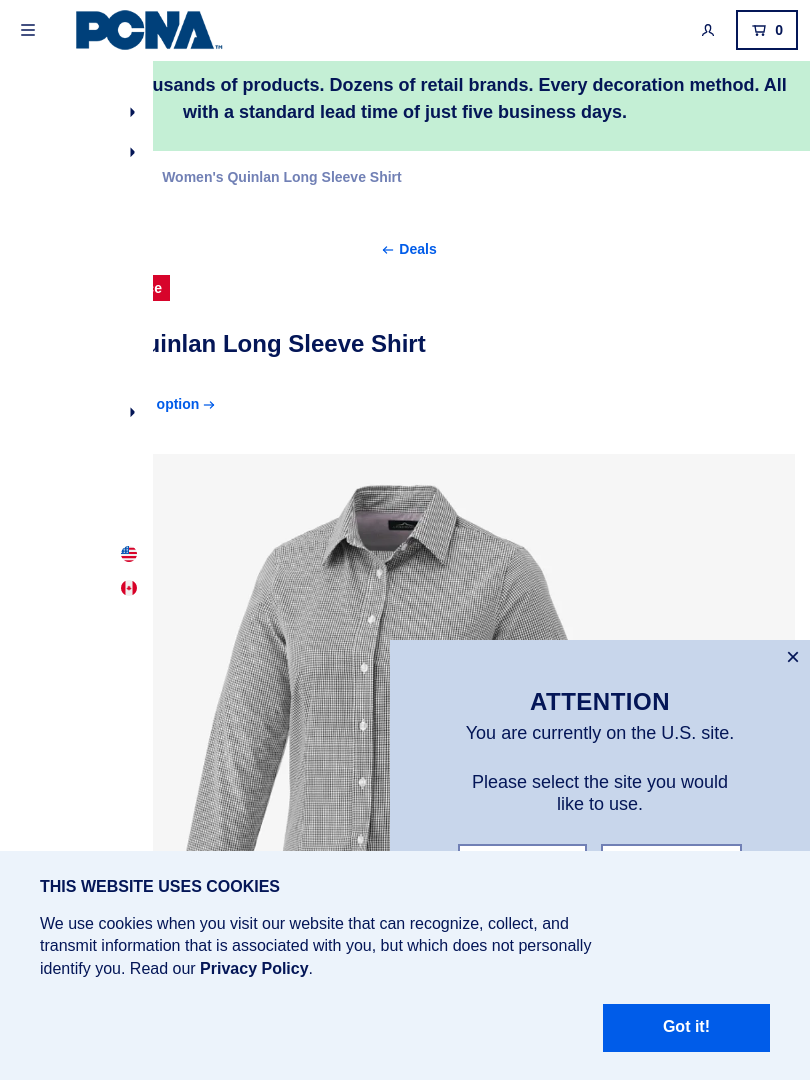 PCNA™
0
usands of products. Dozens of retail brands. Every decoration method. All
with a standard lead time of just five business days.
Women's Quinlan Long Sleeve Shirt
← Deals
uinlan Long Sleeve Shirt
option →
ATTENTION
You are currently on the U.S. site.
Please select the site you would
like to use.
THIS WEBSITE USES COOKIES
We use cookies when you visit our website that can recognize, collect, and
transmit information that is associated with you, but which does not personally
identify you. Read our Privacy Policy.
Got it!